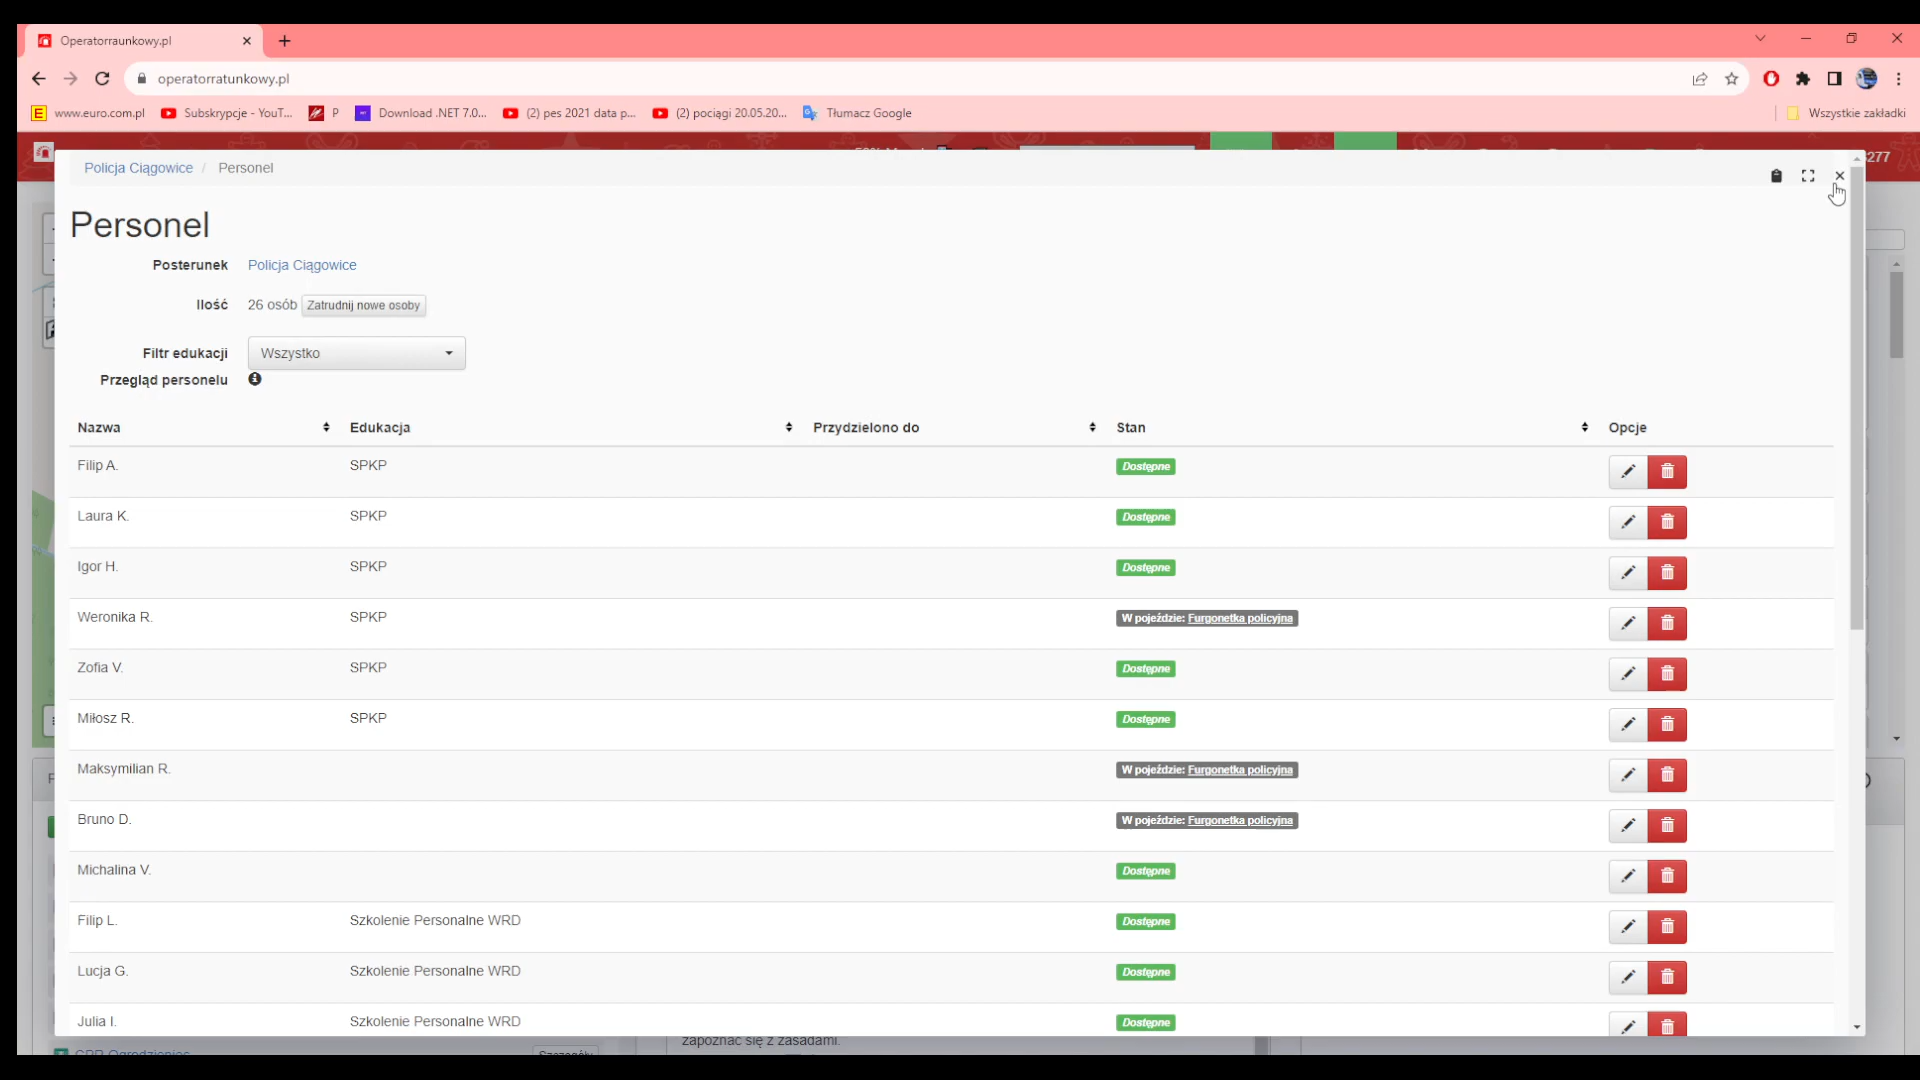 Operatorraunkowy.pl
operatorratunkowy.pl
www.euro.com.pl
Subskrypcje - YouT...
P
Download .NET 7.0...
(2) pes 2021 data p...
(2) pociągi 20.05.20...
Tłumacz Google
Wszystkie zakładki
277
Policja Ciągowice / Personel
Personel
Posterunek Policja Ciągowice
Ilość 26 osób Zatrudnij nowe osoby
Filtr edukacji Wszystko
Przegląd personelu
Nazwa Edukacja Przydzielono do Stan Opcje
Filip A. SPKP Dostępne
Laura K. SPKP Dostępne
Igor H. SPKP Dostępne
Weronika R. SPKP W pojeździe: Furgonetka policyjna
Zofia V. SPKP Dostępne
Miłosz R. SPKP Dostępne
Maksymilian R. W pojeździe: Furgonetka policyjna
Bruno D. W pojeździe: Furgonetka policyjna
Michalina V. Dostępne
Filip L. Szkolenie Personalne WRD Dostępne
Lucja G. Szkolenie Personalne WRD Dostępne
Julia I. Szkolenie Personalne WRD Dostępne
zapoznać się z zasadami.